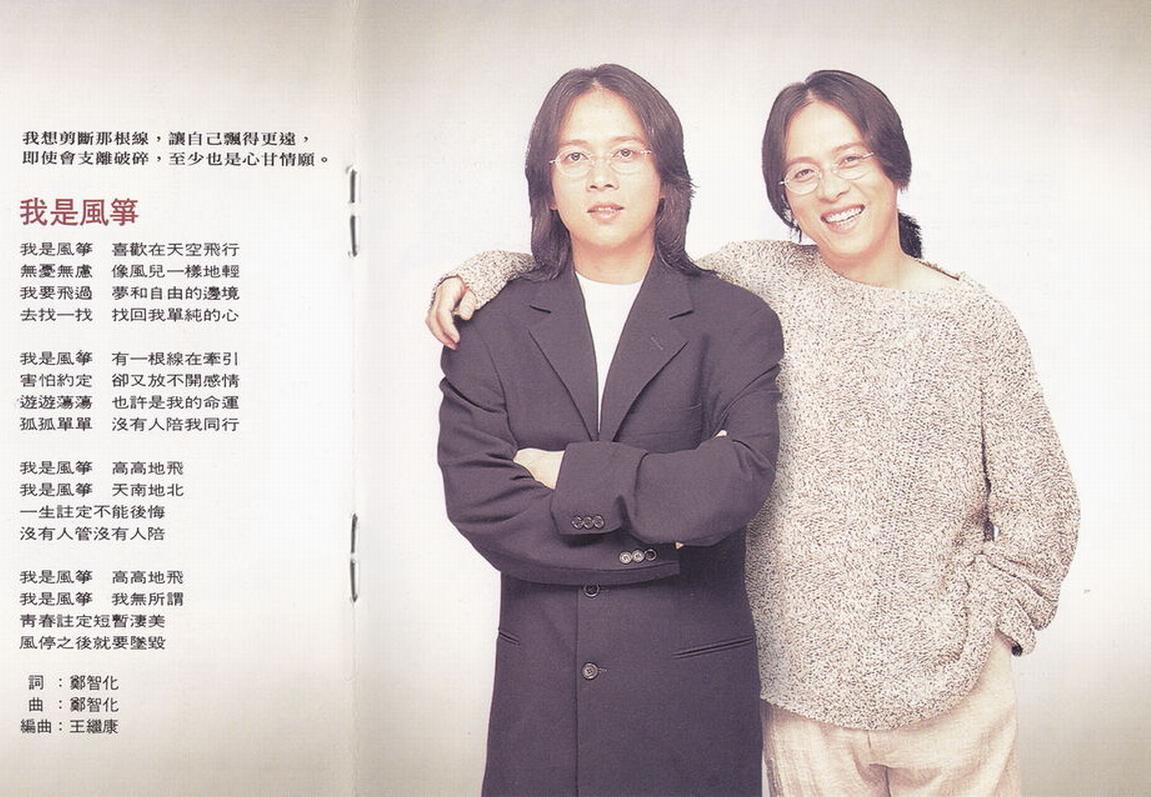 我想剪斷那根線，讓自己飄得更遠，
即使會支離破碎，至少也是心甘情願。
我是風箏
我是風箏　喜歡在天空飛行
無憂無慮　像風兒一樣地輕
我要飛過　夢和自由的邊境
去找一找　找回我單純的心
我是風箏　有一根線在牽引
害怕約定　卻又放不開感情
遊遊蕩蕩　也許是我的命運
孤孤單單　沒有人陪我同行
我是風箏　高高地飛
我是風箏　天南地北
一生註定不能後悔
沒有人管沒有人陪
我是風箏　高高地飛
我是風箏　我無所謂
青春註定短暫淒美
風停之後就要墜毀
詞：鄭智化
曲：鄭智化
編曲：王繼康